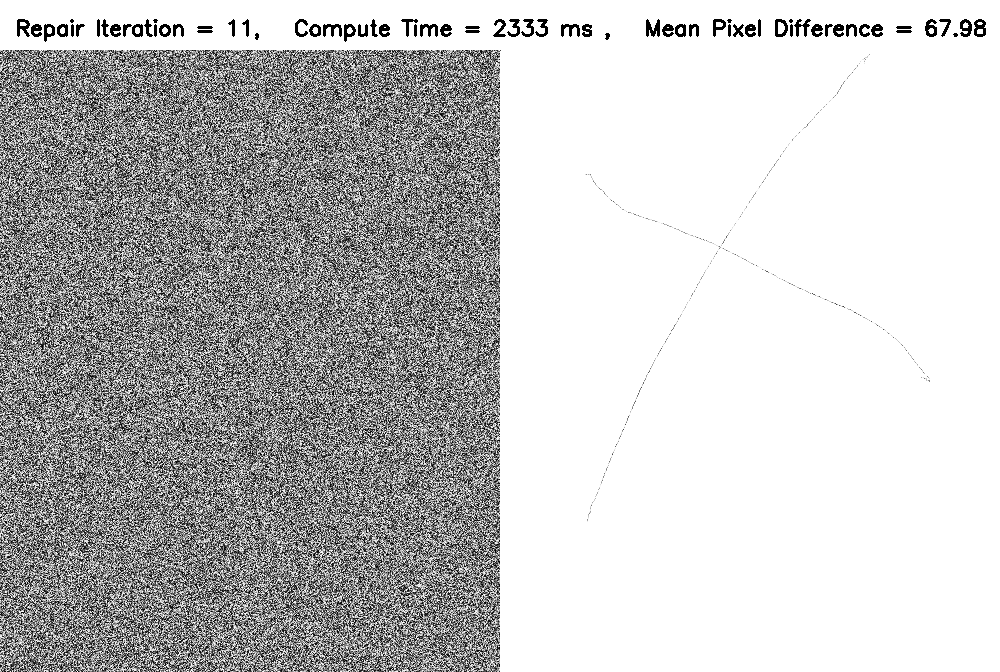 Repair Iteration = 11, Compute Time = 2333 ms , Mean Pixel Difference = 67.98